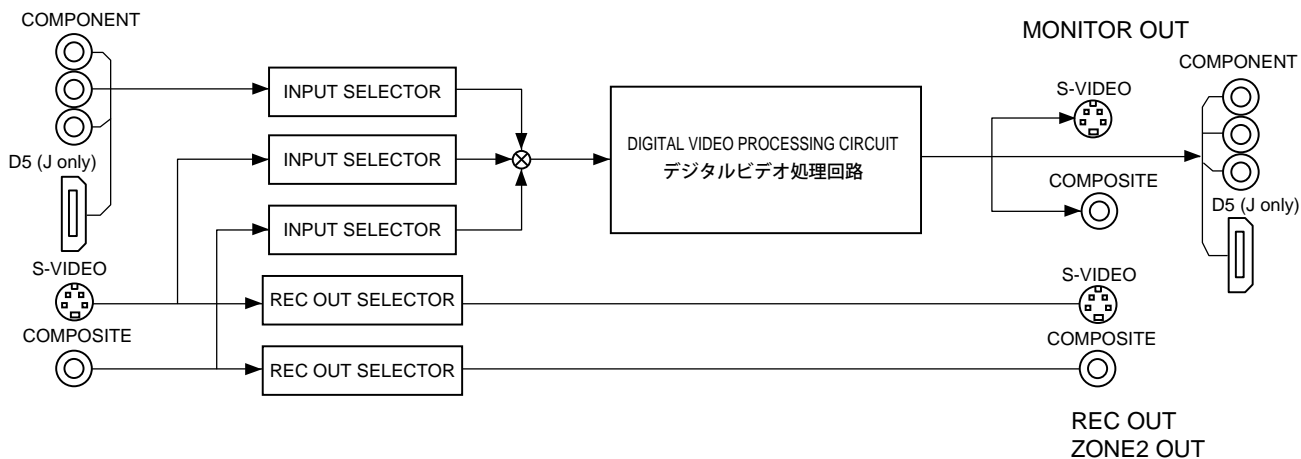 COMPONENT
D5 (J only)
S-VIDEO
COMPOSITE
INPUT SELECTOR
INPUT SELECTOR
INPUT SELECTOR
REC OUT SELECTOR
REC OUT SELECTOR
DIGITAL VIDEO PROCESSING CIRCUIT
デジタルビデオ処理回路
MONITOR OUT
S-VIDEO
COMPOSITE
COMPONENT
D5 (J only)
S-VIDEO
COMPOSITE
REC OUT
ZONE2 OUT